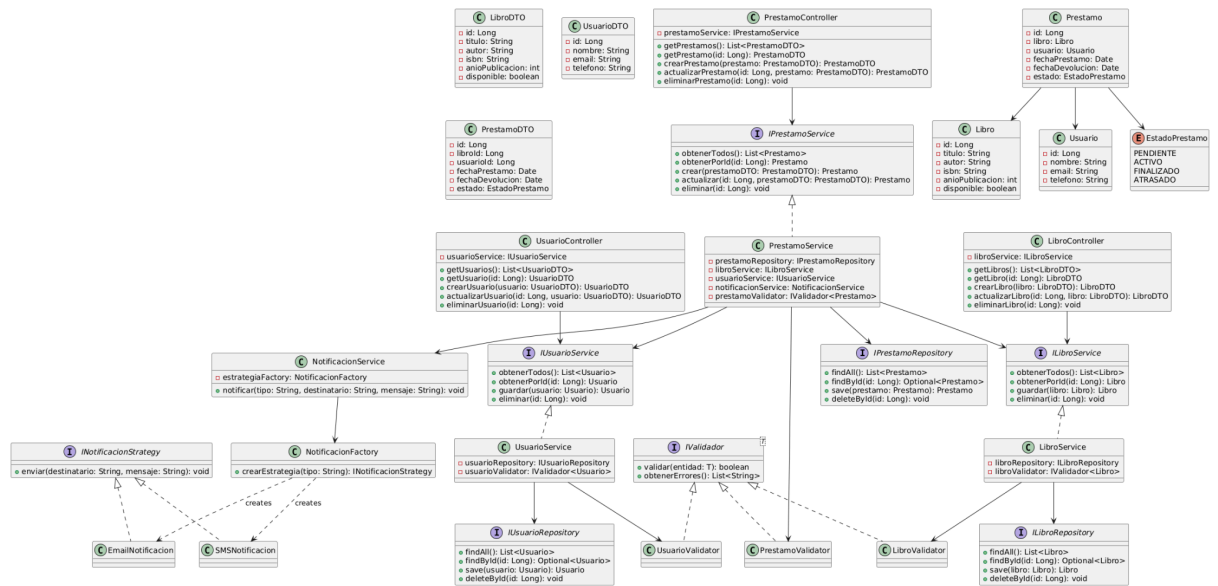 C LibroDTO
id: Long
titulo: String
autor: String
isbn: String
anioPublicacion: int
disponible: boolean
C UsuarioDTO
id: Long
nombre: String
email: String
telefono: String
C PrestamoController
prestamoService: IPrestamoService
getPrestamos(): List<PrestamoDTO>
getPrestamo(id: Long): PrestamoDTO
crearPrestamo(prestamo: PrestamoDTO): PrestamoDTO
actualizarPrestamo(id: Long, prestamo: PrestamoDTO): PrestamoDTO
eliminarPrestamo(id: Long): void
C Prestamo
id: Long
libro: Libro
usuario: Usuario
fechaPrestamo: Date
fechaDevolucion: Date
estado: EstadoPrestamo
C PrestamoDTO
id: Long
libroId: Long
usuarioId: Long
fechaPrestamo: Date
fechaDevolucion: Date
estado: EstadoPrestamo
I IPrestamoService
obtenerTodos(): List<Prestamo>
obtenerPorId(id: Long): Prestamo
crear(prestamoDTO: PrestamoDTO): Prestamo
actualizar(id: Long, prestamoDTO: PrestamoDTO): Prestamo
eliminar(id: Long): void
C Libro
id: Long
titulo: String
autor: String
isbn: String
anioPublicacion: int
disponible: boolean
C Usuario
id: Long
nombre: String
email: String
telefono: String
E EstadoPrestamo
PENDIENTE
ACTIVO
FINALIZADO
ATRASADO
C UsuarioController
usuarioService: IUsuarioService
getUsuarios(): List<UsuarioDTO>
getUsuario(id: Long): UsuarioDTO
crearUsuario(usuario: UsuarioDTO): UsuarioDTO
actualizarUsuario(id: Long, usuario: UsuarioDTO): UsuarioDTO
eliminarUsuario(id: Long): void
C PrestamoService
prestamoRepository: IPrestamoRepository
libroService: ILibroService
usuarioService: IUsuarioService
notificacionService: NotificacionService
prestamoValidator: IValidador<Prestamo>
C LibroController
libroService: ILibroService
getLibros(): List<LibroDTO>
getLibro(id: Long): LibroDTO
crearLibro(libro: LibroDTO): LibroDTO
actualizarLibro(id: Long, libro: LibroDTO): LibroDTO
eliminarLibro(id: Long): void
C NotificacionService
estrategiaFactory: NotificacionFactory
notificar(tipo: String, destinatario: String, mensaje: String): void
I IUsuarioService
obtenerTodos(): List<Usuario>
obtenerPorId(id: Long): Usuario
guardar(usuario: Usuario): Usuario
eliminar(id: Long): void
I IPrestamoRepository
findAll(): List<Prestamo>
findById(id: Long): Optional<Prestamo>
save(prestamo: Prestamo): Prestamo
deleteById(id: Long): void
I ILibroService
obtenerTodos(): List<Libro>
obtenerPorId(id: Long): Libro
guardar(libro: Libro): Libro
eliminar(id: Long): void
I INotificacionStrategy
enviar(destinatario: String, mensaje: String): void
C NotificacionFactory
crearEstrategia(tipo: String): INotificacionStrategy
C UsuarioService
usuarioRepository: IUsuarioRepository
usuarioValidator: IValidador<Usuario>
I IValidador
T
validar(entidad: T): boolean
obtenerErrores(): List<String>
C LibroService
libroRepository: ILibroRepository
libroValidator: IValidador<Libro>
creates
creates
C EmailNotificacion
C SMSNotificacion
I IUsuarioRepository
findAll(): List<Usuario>
findById(id: Long): Optional<Usuario>
save(usuario: Usuario): Usuario
deleteById(id: Long): void
C UsuarioValidator
C PrestamoValidator
C LibroValidator
I ILibroRepository
findAll(): List<Libro>
findById(id: Long): Optional<Libro>
save(libro: Libro): Libro
deleteById(id: Long): void